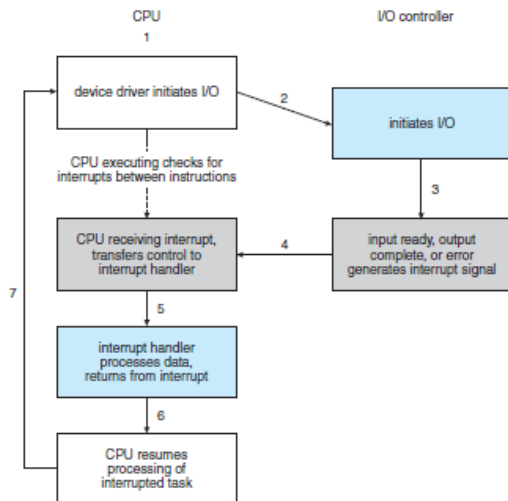 CPU
I/O controller
1
device driver initiates I/O
2
initiates I/O
CPU executing checks for
interrupts between instructions
3
CPU receiving interrupt,
transfers control to
interrupt handler
4
input ready, output
complete, or error
generates interrupt signal
7
5
interrupt handler
processes data,
returns from interrupt
6
CPU resumes
processing of
interrupted task